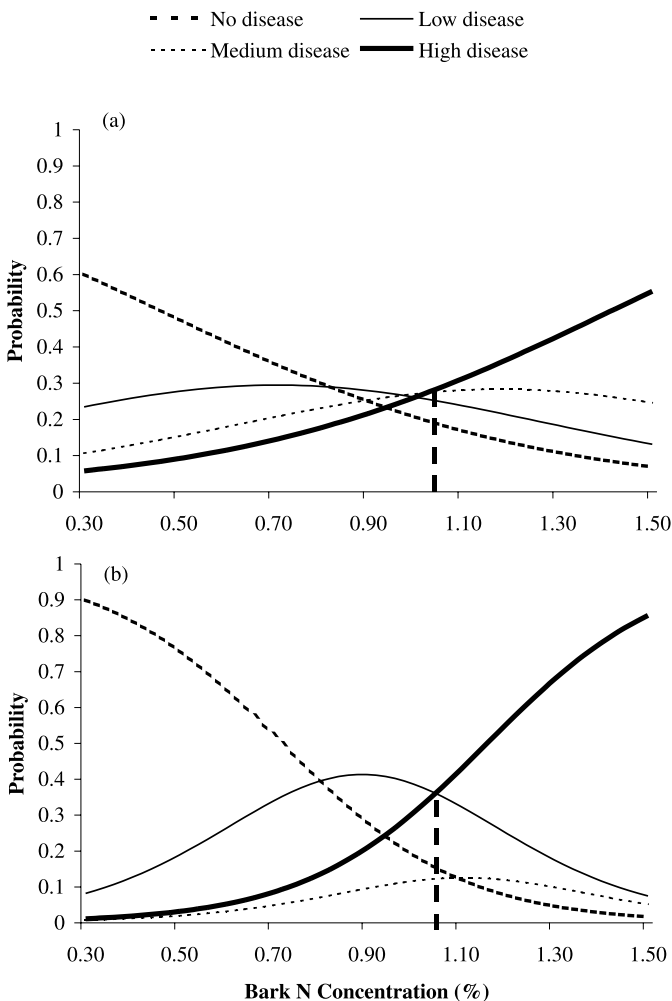 No disease Low disease
Medium disease High disease
(a)
1
0.9
0.8
0.7
0.6
0.5
0.4
0.3
0.2
0.1
0
Probability
0.30 0.50 0.70 0.90 1.10 1.30 1.50
(b)
1
0.9
0.8
0.7
0.6
0.5
0.4
0.3
0.2
0.1
0
Probability
0.30 0.50 0.70 0.90 1.10 1.30 1.50
Bark N Concentration (%)